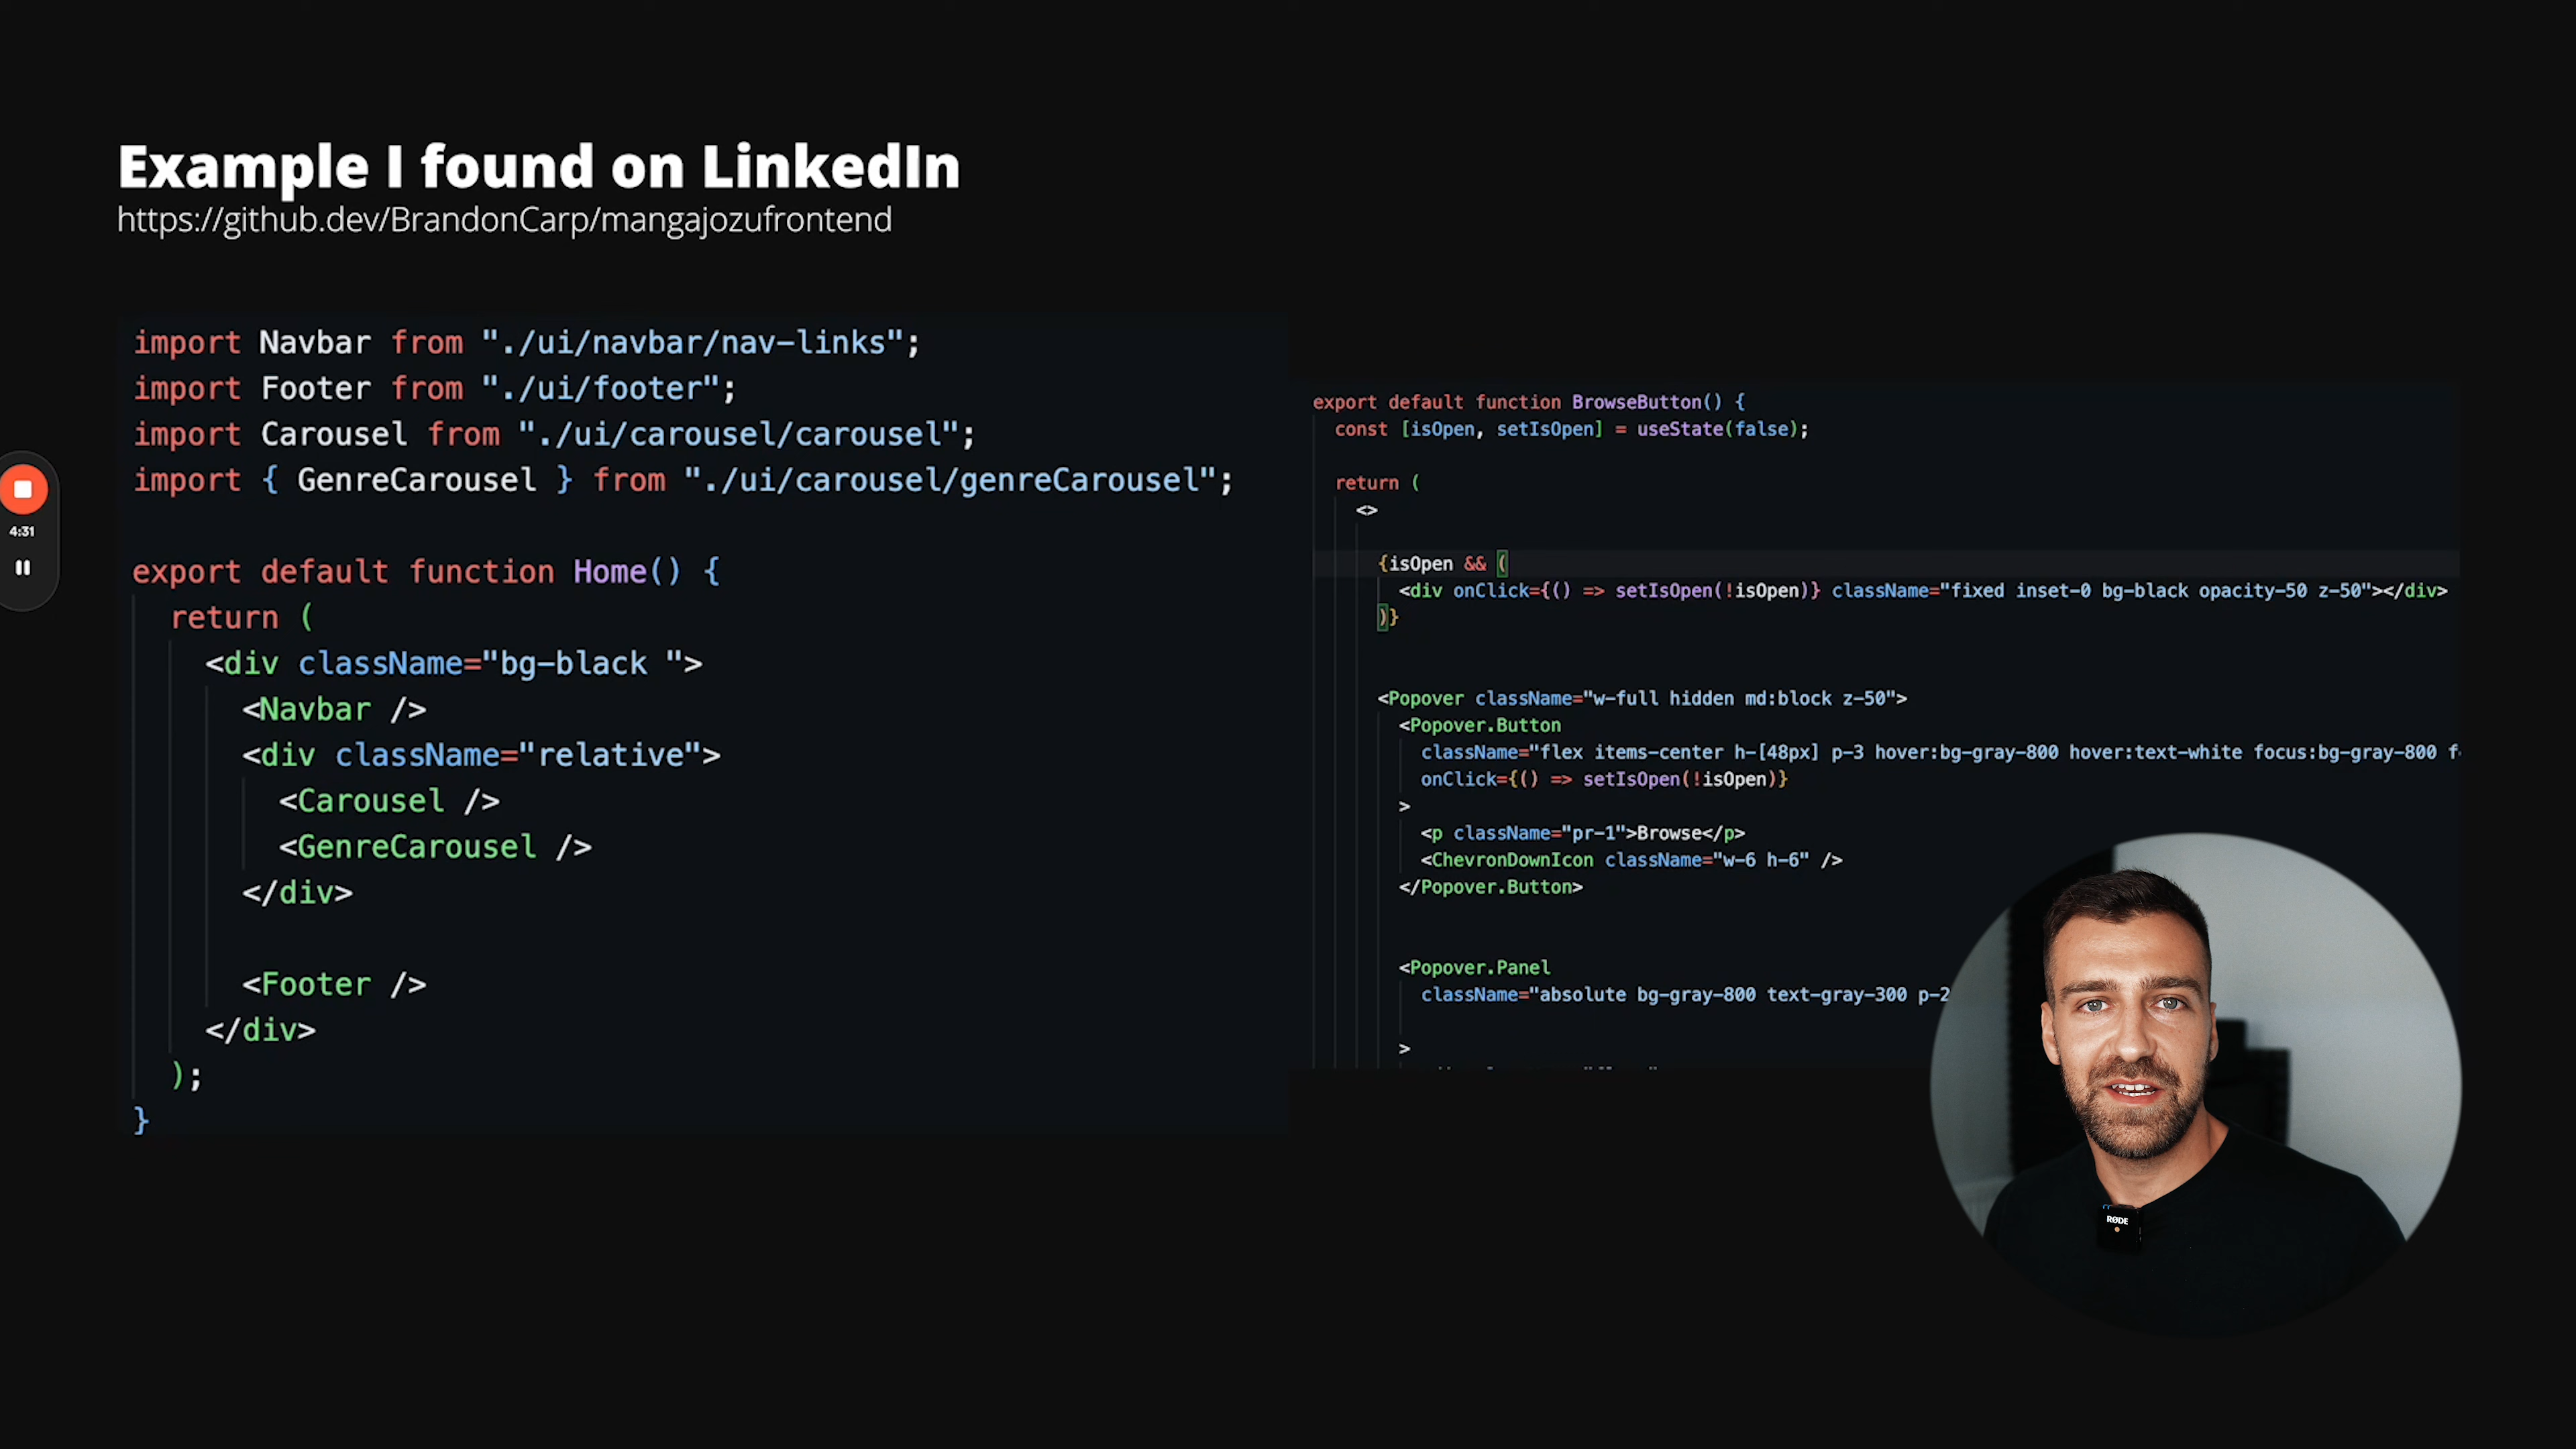 Example I found on LinkedIn
https://github.dev/BrandonCarp/mangajozufrontend
import Navbar from "./ui/navbar/nav-links";
import Footer from "./ui/footer";
import Carousel from "./ui/carousel/carousel";
import { GenreCarousel } from "./ui/carousel/genreCarousel";
export default function Home() {
return (
<div className="bg-black ">
<Navbar />
<div className="relative">
<Carousel />
<GenreCarousel />
</div>
<Footer />
</div>
);
}
4:31
export default function BrowseButton() {
const [isOpen, setIsOpen] = useState(false);
return (
<>
{isOpen && (
<div onClick={() => setIsOpen(!isOpen)} className="fixed inset-0 bg-black opacity-50 z-50"></div>
)}
<Popover className="w-full hidden md:block z-50">
<Popover.Button
className="flex items-center h-[48px] p-3 hover:bg-gray-800 hover:text-white focus:bg-gray-800
onClick={() => setIsOpen(!isOpen)}
>
<p className="pr-1">Browse</p>
<ChevronDownIcon className="w-6 h-6" />
</Popover.Button>
<Popover.Panel
className="absolute bg-gray-800 text-gray-300 p-2
>
RØDE